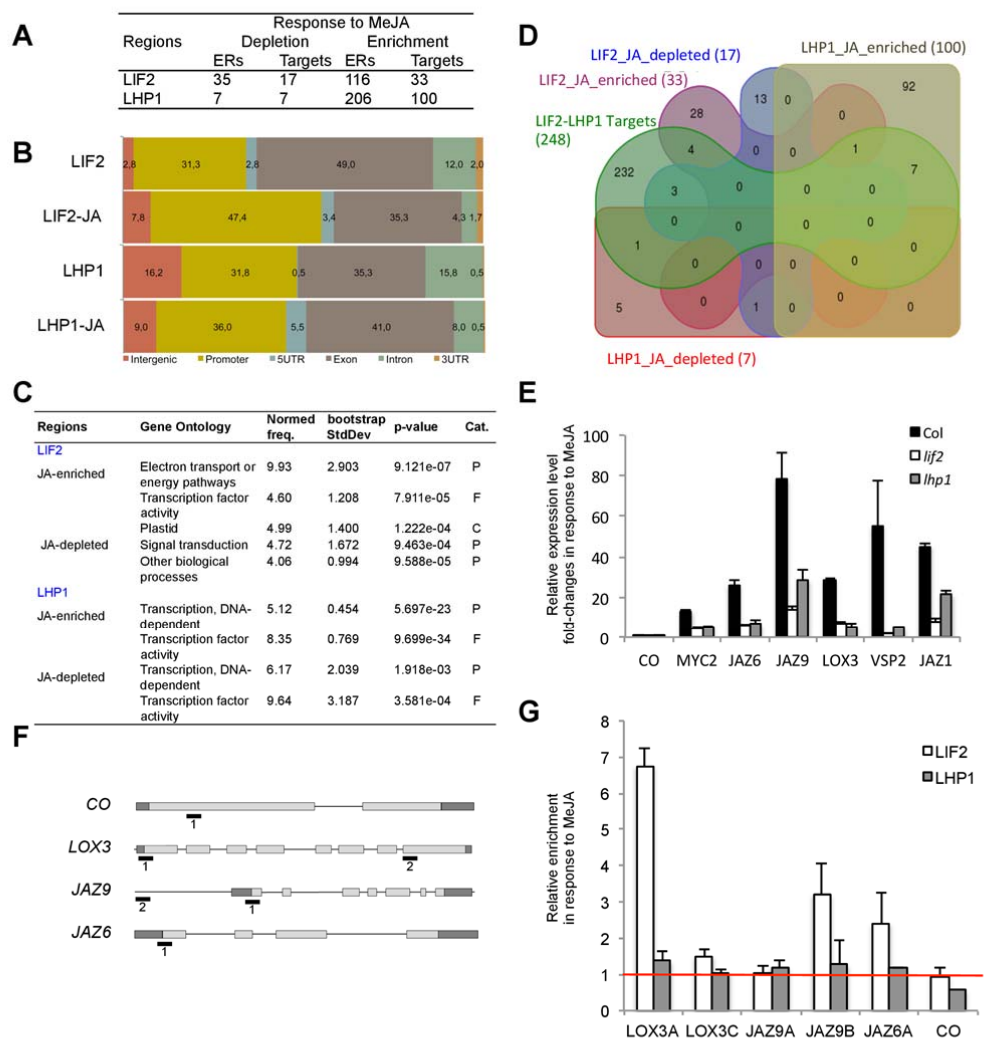 A
Response to MeJA
Regions Depletion Enrichment
ERs Targets ERs Targets
LIF2 35 17 116 33
LHP1 7 7 206 100
B
LIF2 2,8 31,3 2,8 49,0 12,0 2,0
LIF2-JA 7,8 47,4 3,4 35,3 4,3 1,7
LHP1 16,2 31,8 0,5 35,3 15,8 0,5
LHP1-JA 9,0 36,0 5,5 41,0 8,0 0,5
Intergenic Promoter 5UTR Exon Intron 3UTR
C
Regions Gene Ontology Normed freq. bootstrap StdDev p-value Cat.
LIF2
JA-enriched Electron transport or energy pathways 9.93 2.903 9.121e-07 P
Transcription factor activity 4.60 1.208 7.911e-05 F
Plastid 4.99 1.400 1.222e-04 C
JA-depleted Signal transduction 4.72 1.672 9.463e-04 P
Other biological processes 4.06 0.994 9.588e-05 P
LHP1
JA-enriched Transcription, DNA-dependent 5.12 0.454 5.697e-23 P
Transcription factor activity 8.35 0.769 9.699e-34 F
JA-depleted Transcription, DNA-dependent 6.17 2.039 1.918e-03 P
Transcription factor activity 9.64 3.187 3.581e-04 F
D
LIF2_JA_depleted (17)
LHP1_JA_enriched (100)
LIF2_JA_enriched (33)
LIF2-LHP1 Targets
(248)
92
13 0
28 0
4 0 0 1
232 7
3 0 0 0
0 0 0 0
1 0
0 0 0 0
5 0 1 0 0 0
LHP1_JA_depleted (7)
E
Relative expression level
fold-changes in response to MeJA
100
80
60
40
20
0
Col
lif2
lhp1
CO MYC2 JAZ6 JAZ9 LOX3 VSP2 JAZ1
F
CO
1
LOX3
1 2
JAZ9
2 1
JAZ6
1
G
Relative enrichment
in response to MeJA
8
7
6
5
4
3
2
1
0
LIF2
LHP1
LOX3A LOX3C JAZ9A JAZ9B JAZ6A CO